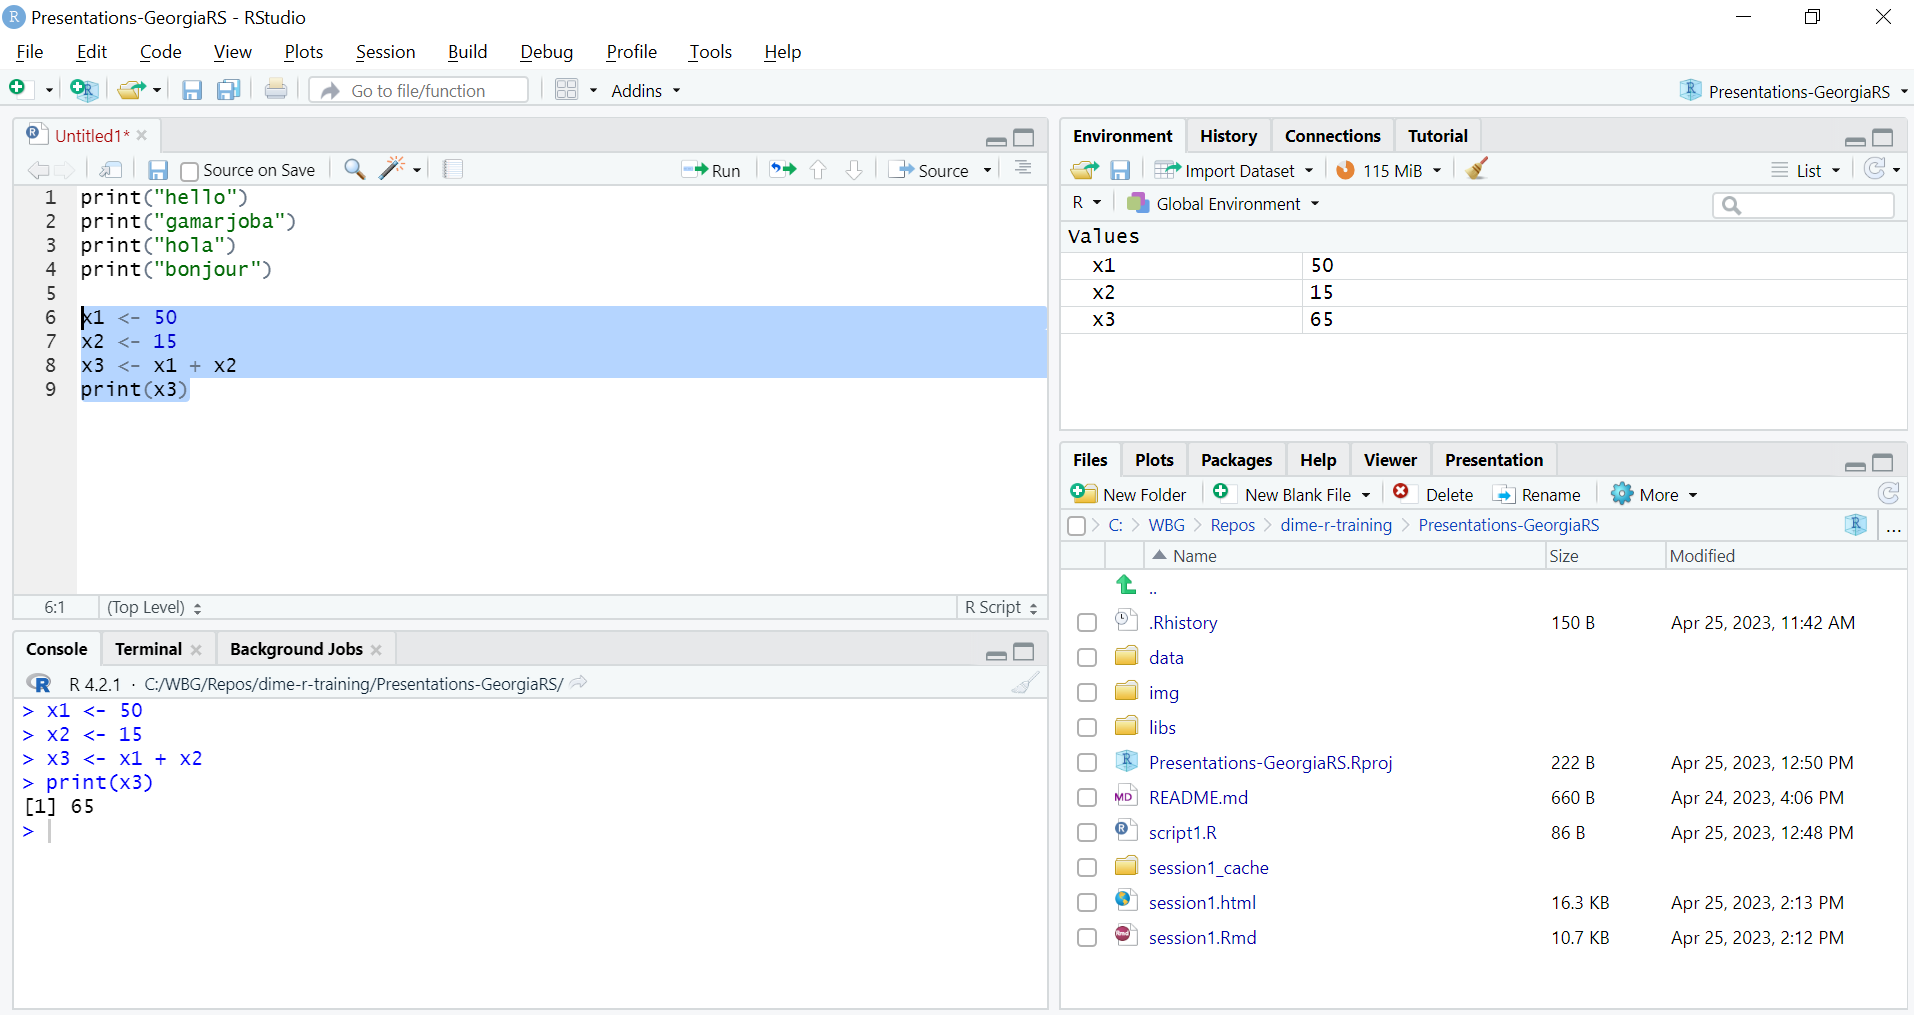 Presentations-GeorgiaRS - RStudio
File Edit Code View Plots Session Build Debug Profile Tools Help
Go to file/function Addins Presentations-GeorgiaRS
Untitled1*
Source on Save Run Source
1 print("hello")
2 print("gamarjoba")
3 print("hola")
4 print("bonjour")
5
6 x1 <- 50
7 x2 <- 15
8 x3 <- x1 + x2
9 print(x3)
6:1 (Top Level) R Script
Console Terminal Background Jobs
R 4.2.1 · C:/WBG/Repos/dime-r-training/Presentations-GeorgiaRS/
> x1 <- 50
> x2 <- 15
> x3 <- x1 + x2
> print(x3)
[1] 65
>
Environment History Connections Tutorial
Import Dataset 115 MiB List
R Global Environment
Values
x1 50
x2 15
x3 65
Files Plots Packages Help Viewer Presentation
New Folder New Blank File Delete Rename More
C: > WBG > Repos > dime-r-training > Presentations-GeorgiaRS R ...
Name Size Modified
..
.Rhistory 150 B Apr 25, 2023, 11:42 AM
data
img
libs
Presentations-GeorgiaRS.Rproj 222 B Apr 25, 2023, 12:50 PM
README.md 660 B Apr 24, 2023, 4:06 PM
script1.R 86 B Apr 25, 2023, 12:48 PM
session1_cache
session1.html 16.3 KB Apr 25, 2023, 2:13 PM
session1.Rmd 10.7 KB Apr 25, 2023, 2:12 PM